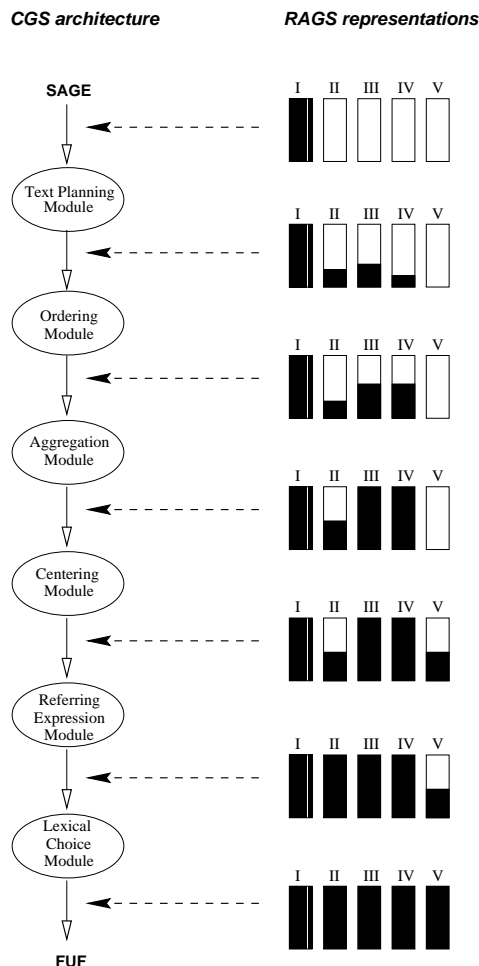 CGS architecture RAGS representations
SAGE
I II III IV V
Text Planning
Module
I II III IV V
Ordering
Module
I II III IV V
Aggregation
Module
I II III IV V
Centering
Module
I II III IV V
Referring
Expression
Module
I II III IV V
Lexical
Choice
Module
I II III IV V
FUF